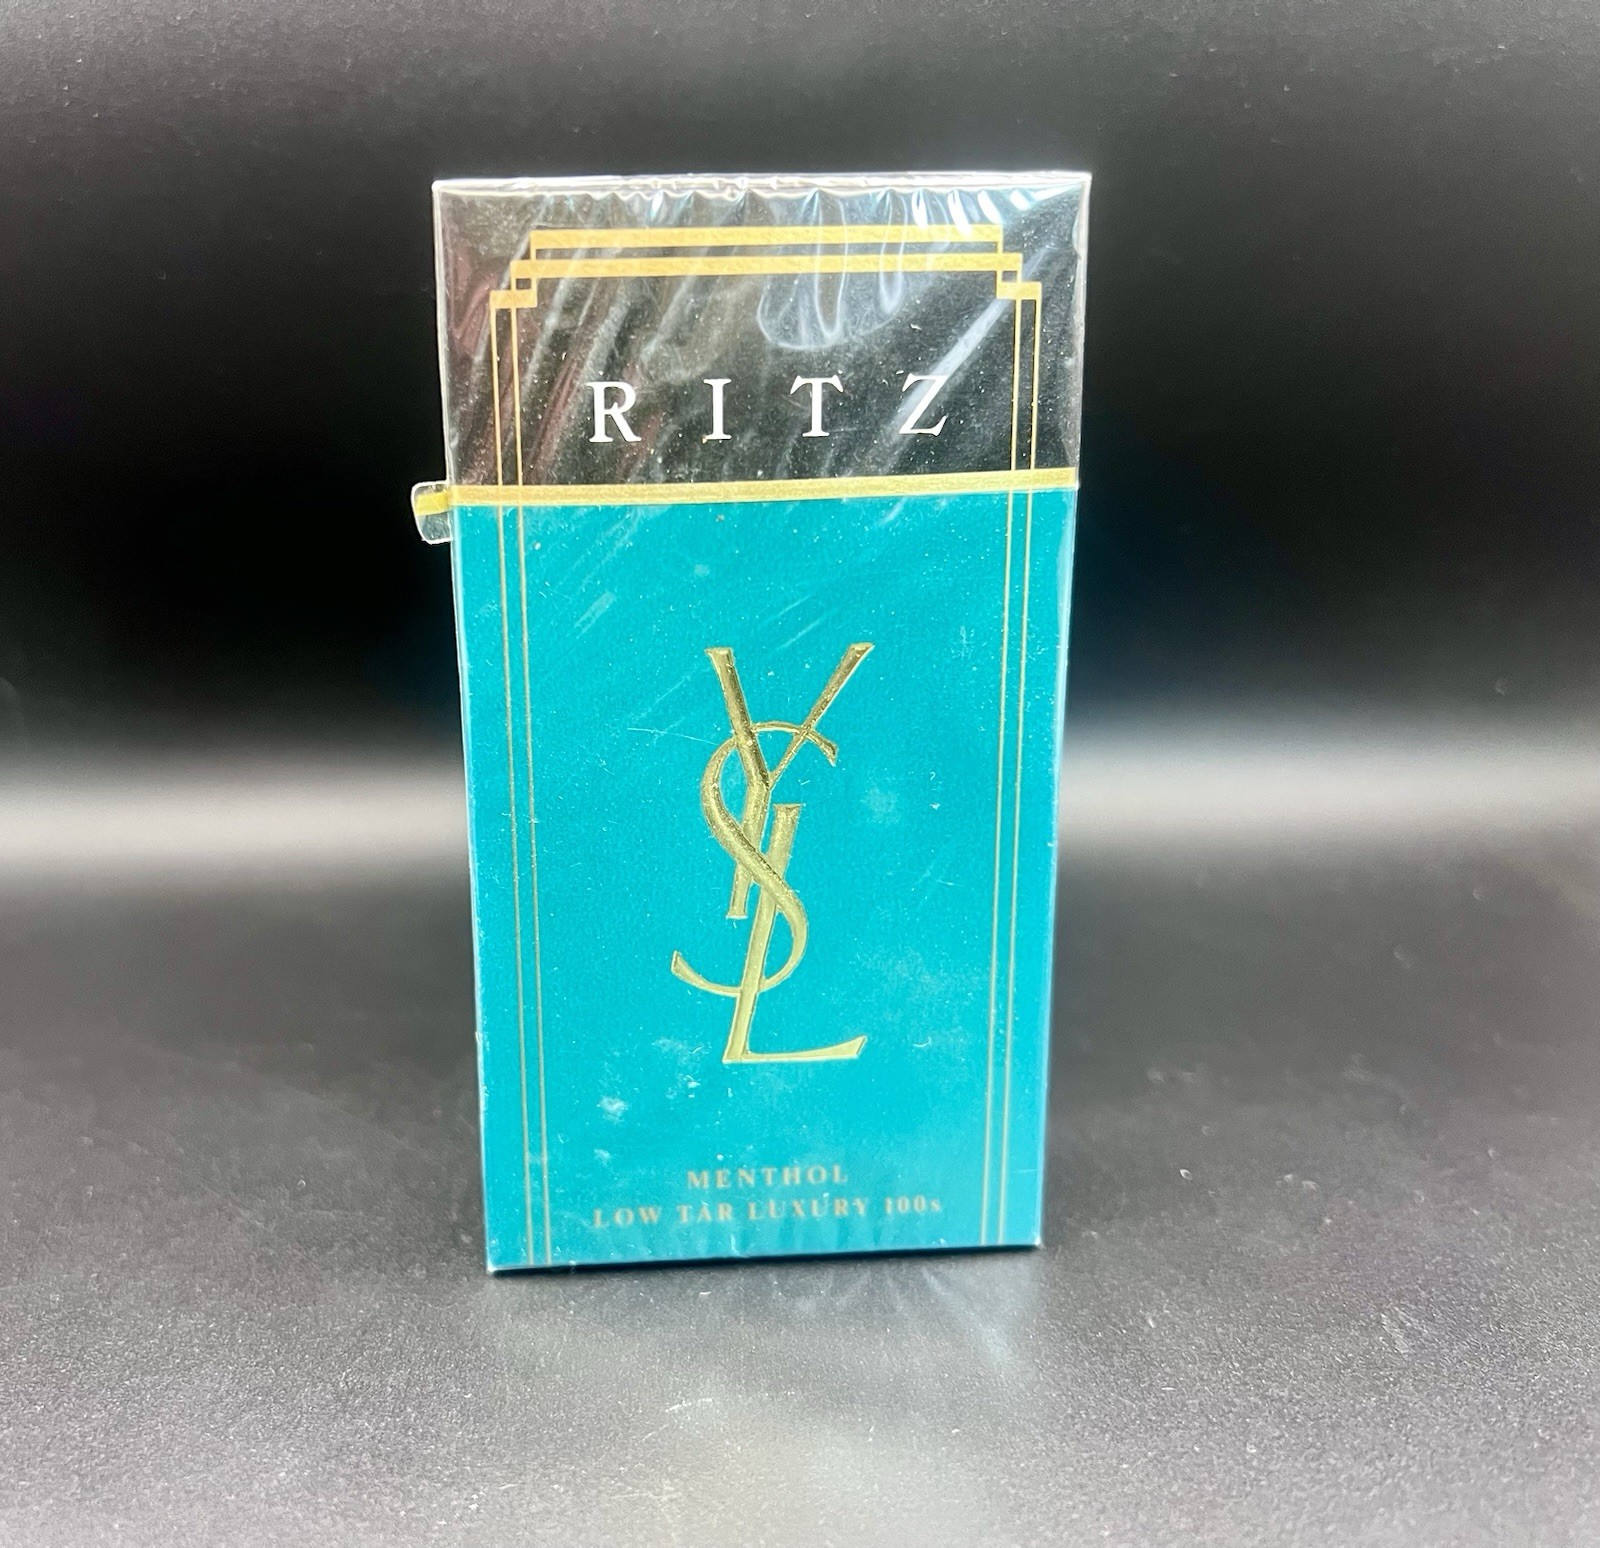 RITZ
YSL
MENTHOL
LOW TAR LUXURY 100s